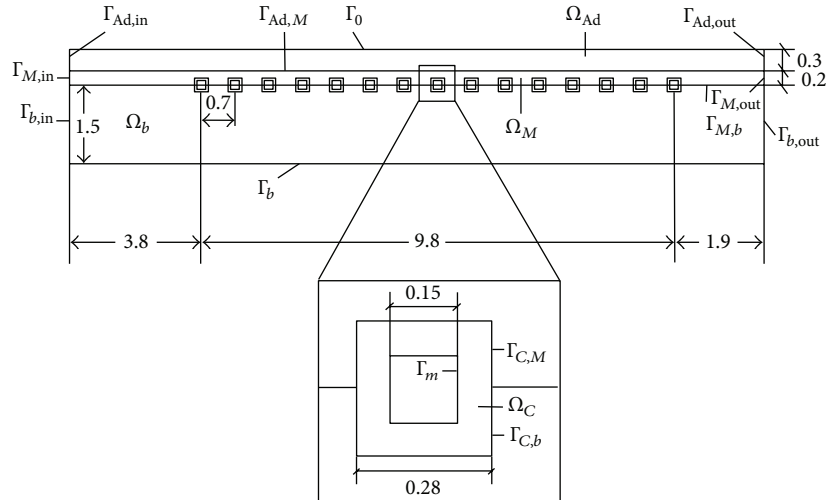 Γ_Ad,in
Γ_Ad,M
Γ_0
Ω_Ad
Γ_Ad,out
0.3
0.2
Γ_M,in
Γ_b,in
1.5
Ω_b
0.7
Ω_M
Γ_M,out
Γ_M,b
Γ_b,out
Γ_b
3.8
9.8
1.9
0.15
Γ_C,M
Γ_m
Ω_C
Γ_C,b
0.28